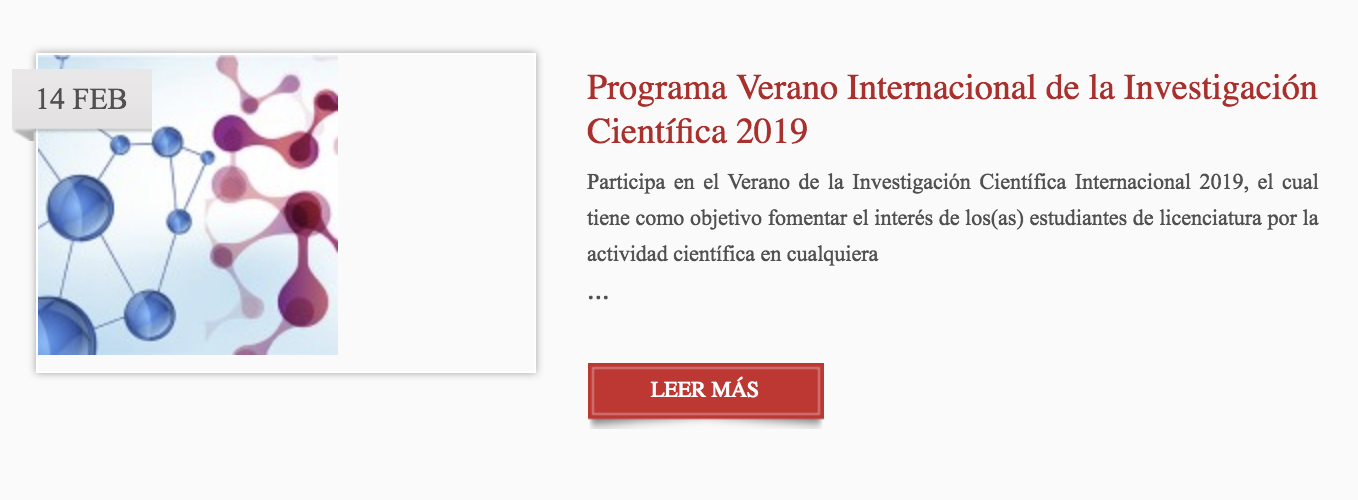 14 FEB
Programa Verano Internacional de la Investigación
Científica 2019
Participa en el Verano de la Investigación Científica Internacional 2019, el cual
tiene como objetivo fomentar el interés de los(as) estudiantes de licenciatura por la
actividad científica en cualquiera
...
LEER MÁS